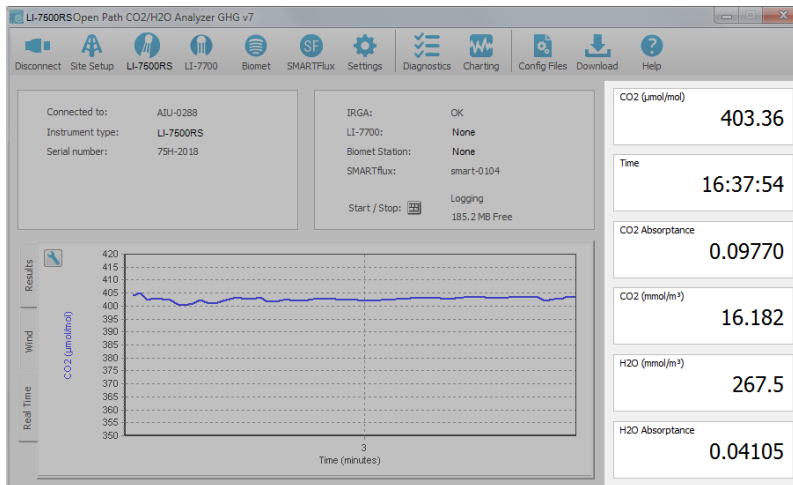 LI-7500RS Open Path CO2/H2O Analyzer GHG v7
Disconnect Site Setup LI-7500RS LI-7700 Biomet SMARTFlux Settings Diagnostics Charting Config Files Download Help
SF
?
Connected to: AIU-0288
Instrument type: LI-7500RS
Serial number: 75H-2018
IRGA: OK
LI-7700: None
Biomet Station: None
SMARTflux: smart-0104
Start / Stop: Logging
185.2 MB Free
CO2 (μmol/mol)
403.36
Time
16:37:54
CO2 Absorptance
0.09770
CO2 (mmol/m³)
16.182
H2O (mmol/m³)
267.5
H2O Absorptance
0.04105
Results
Wind
Real Time
CO2 (μmol/mol)
420
415
410
405
400
395
390
385
380
375
370
365
360
355
350
3
Time (minutes)